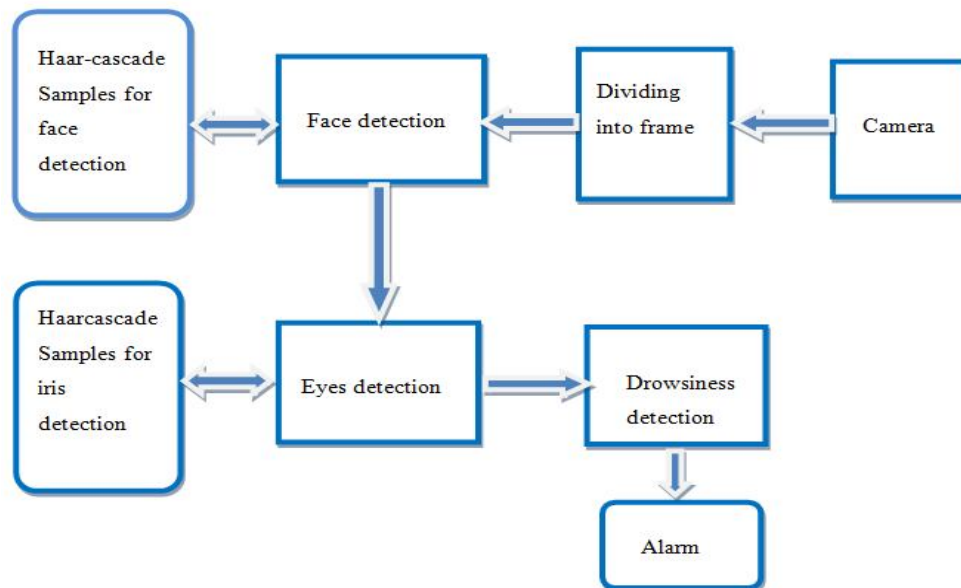 Haar-cascade
Samples for
face
detection
Face detection
Dividing
into frame
Camera
Haarcascade
Samples for
iris
detection
Eyes detection
Drowsiness
detection
Alarm